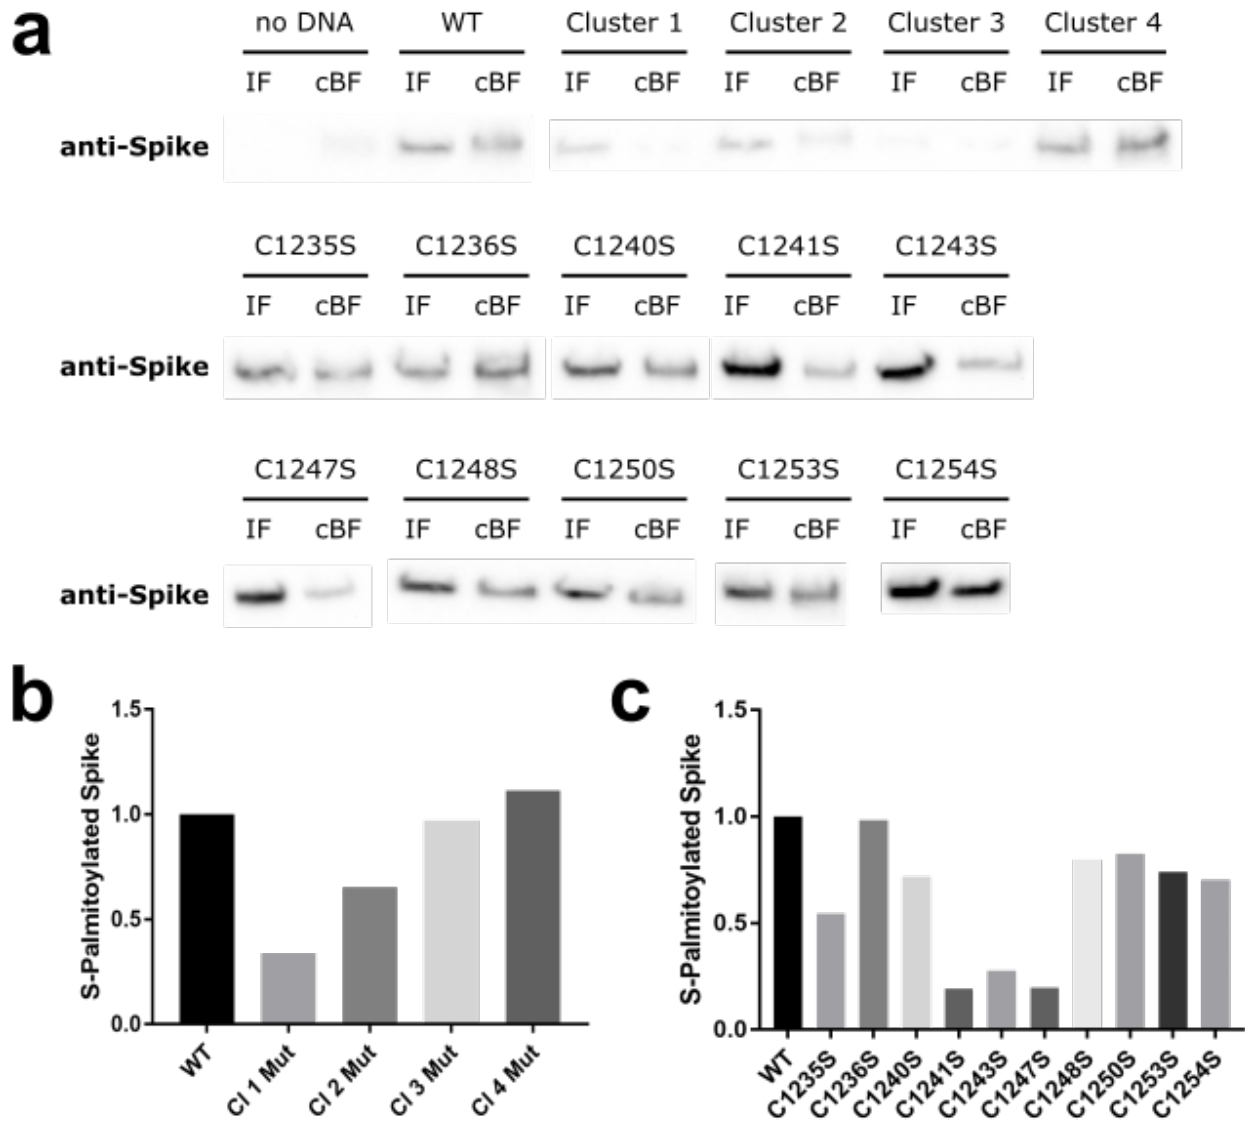 a
no DNA WT Cluster 1 Cluster 2 Cluster 3 Cluster 4
IF cBF IF cBF IF cBF IF cBF IF cBF IF cBF
anti-Spike
C1235S C1236S C1240S C1241S C1243S
IF cBF IF cBF IF cBF IF cBF IF cBF
anti-Spike
C1247S C1248S C1250S C1253S C1254S
IF cBF IF cBF IF cBF IF cBF IF cBF
anti-Spike
b
S-Palmitoylated Spike
1.5
1.0
0.5
0.0
WT Cl 1 Mut Cl 2 Mut Cl 3 Mut Cl 4 Mut
c
S-Palmitoylated Spike
1.5
1.0
0.5
0.0
WT C1235S C1236S C1240S C1241S C1243S C1247S C1248S C1250S C1253S C1254S